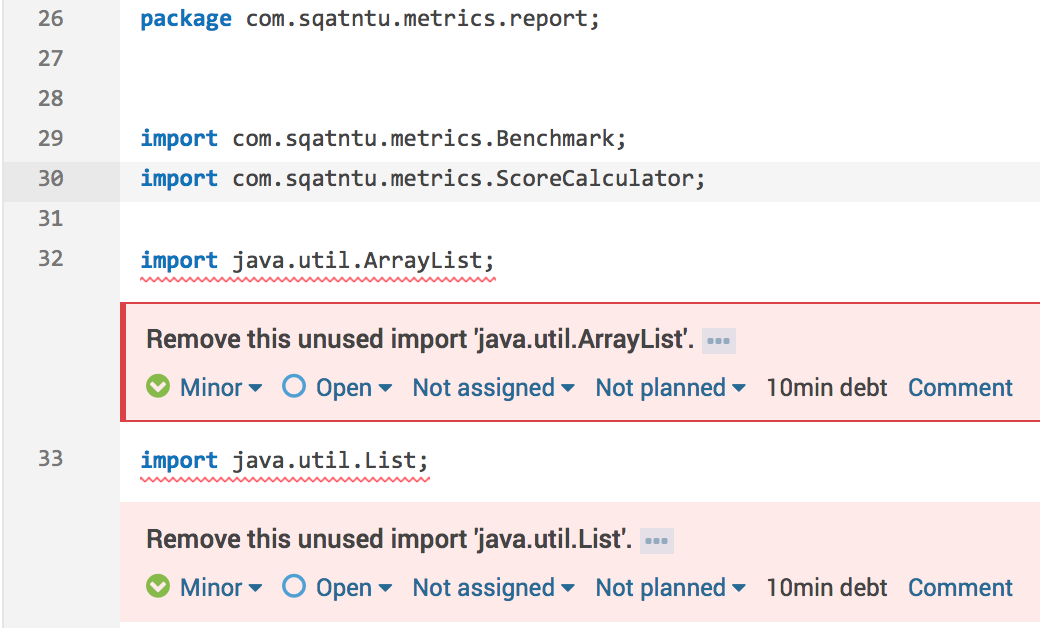 26 package com.sqatntu.metrics.report;
27
28
29 import com.sqatntu.metrics.Benchmark;
30 import com.sqatntu.metrics.ScoreCalculator;
31
32 import java.util.ArrayList;
Remove this unused import 'java.util.ArrayList'. •••
Minor Open Not assigned Not planned 10min debt Comment
33 import java.util.List;
Remove this unused import 'java.util.List'. •••
Minor Open Not assigned Not planned 10min debt Comment